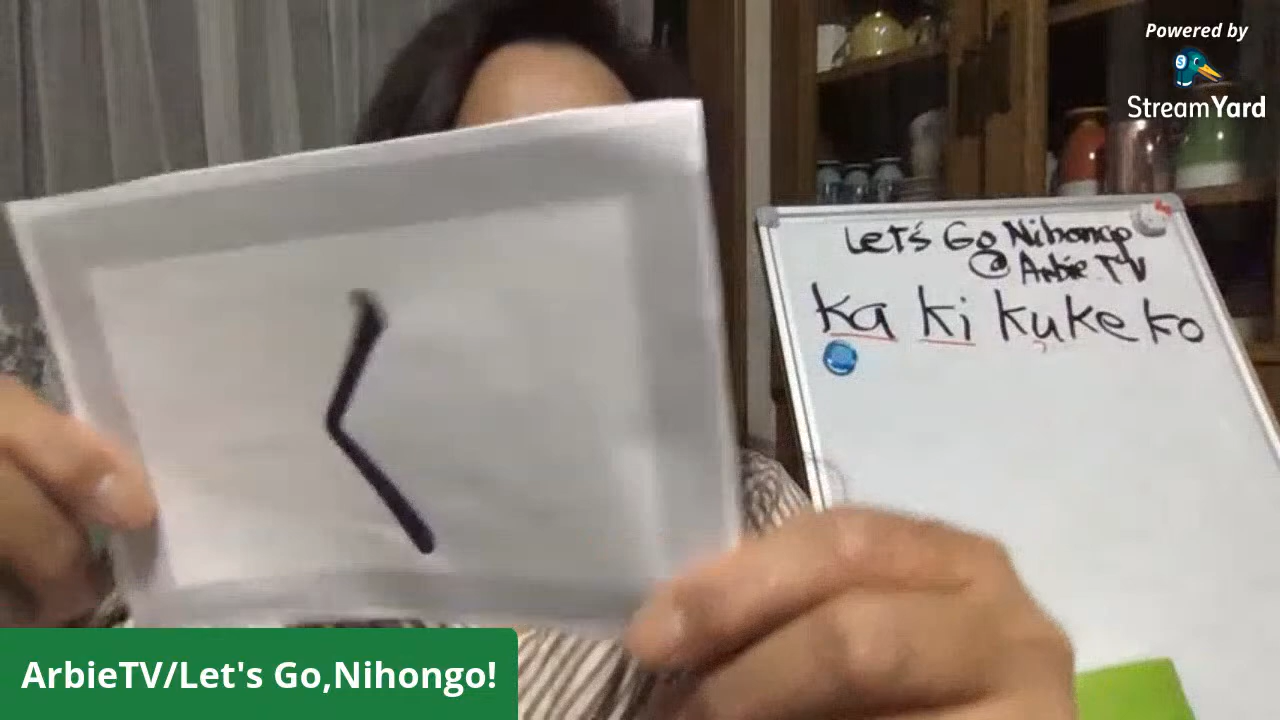 Powered by
StreamYard
Let's Go Nihongo
@ Arbie TV
ka ki ku ke ko
く
ArbieTV/Let's Go,Nihongo!